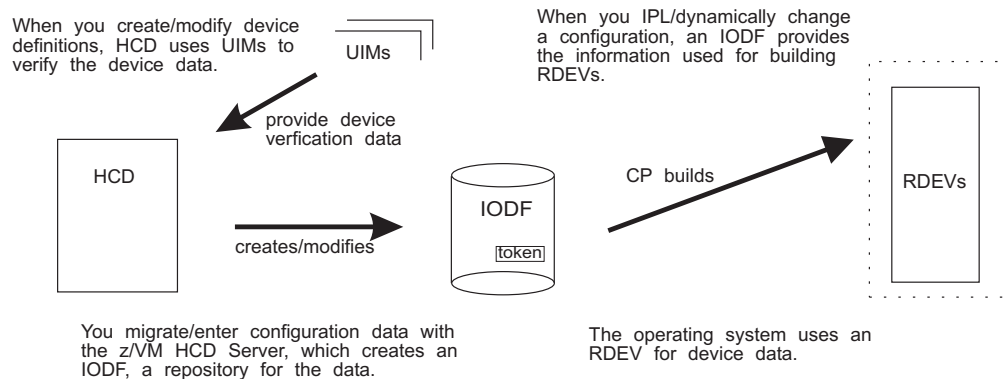 When you create/modify device
definitions, HCD uses UIMs to
verify the device data.
UIMs
When you IPL/dynamically change
a configuration, an IODF provides
the information used for building
RDEVs.
provide device
verfication data
HCD
IODF
token
CP builds
RDEVs
creates/modifies
You migrate/enter configuration data with
the z/VM HCD Server, which creates an
IODF, a repository for the data.
The operating system uses an
RDEV for device data.